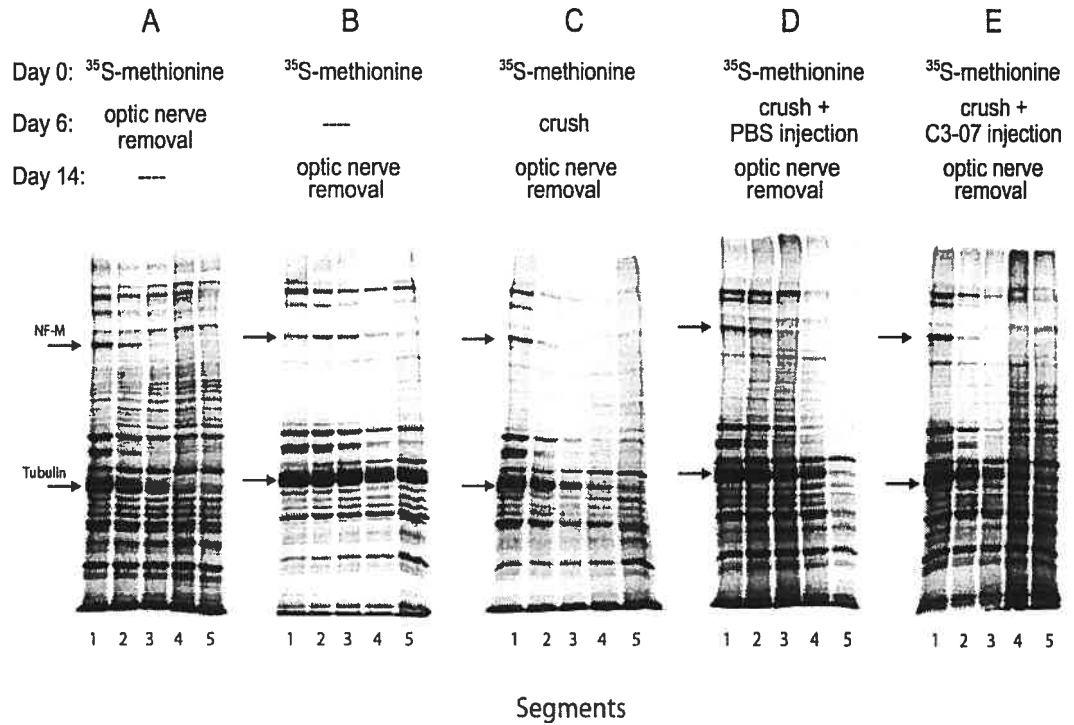 A B C D E
Day 0: ³⁵S-methionine ³⁵S-methionine ³⁵S-methionine ³⁵S-methionine ³⁵S-methionine
Day 6: optic nerve removal ---- crush crush + PBS injection crush + C3-07 injection
Day 14: ---- optic nerve removal optic nerve removal optic nerve removal optic nerve removal
NF-M
Tubulin
1 2 3 4 5 1 2 3 4 5 1 2 3 4 5 1 2 3 4 5 1 2 3 4 5
Segments